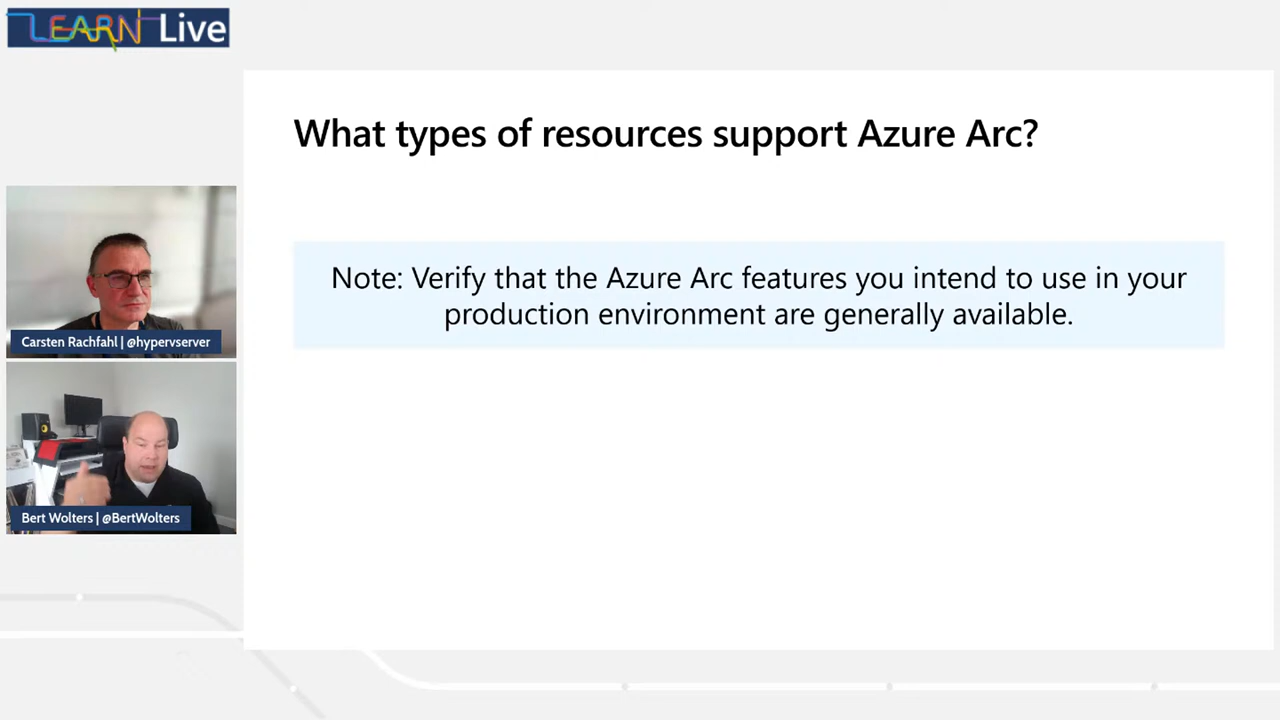 LEARN Live
What types of resources support Azure Arc?
Note: Verify that the Azure Arc features you intend to use in your
production environment are generally available.
Carsten Rachfahl | @hypervserver
Bert Wolters | @BertWolters